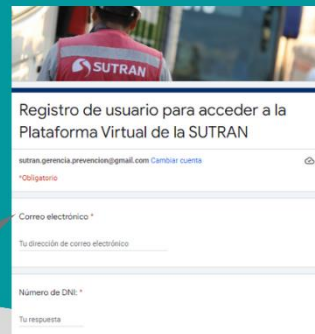 SUTRAN
Registro de usuario para acceder a la
Plataforma Virtual de la SUTRAN
sutran.gerencia.prevencion@gmail.com Cambiar cuenta
*Obligatorio
Correo electrónico *
Tu dirección de correo electrónico
Número de DNI: *
Tu respuesta